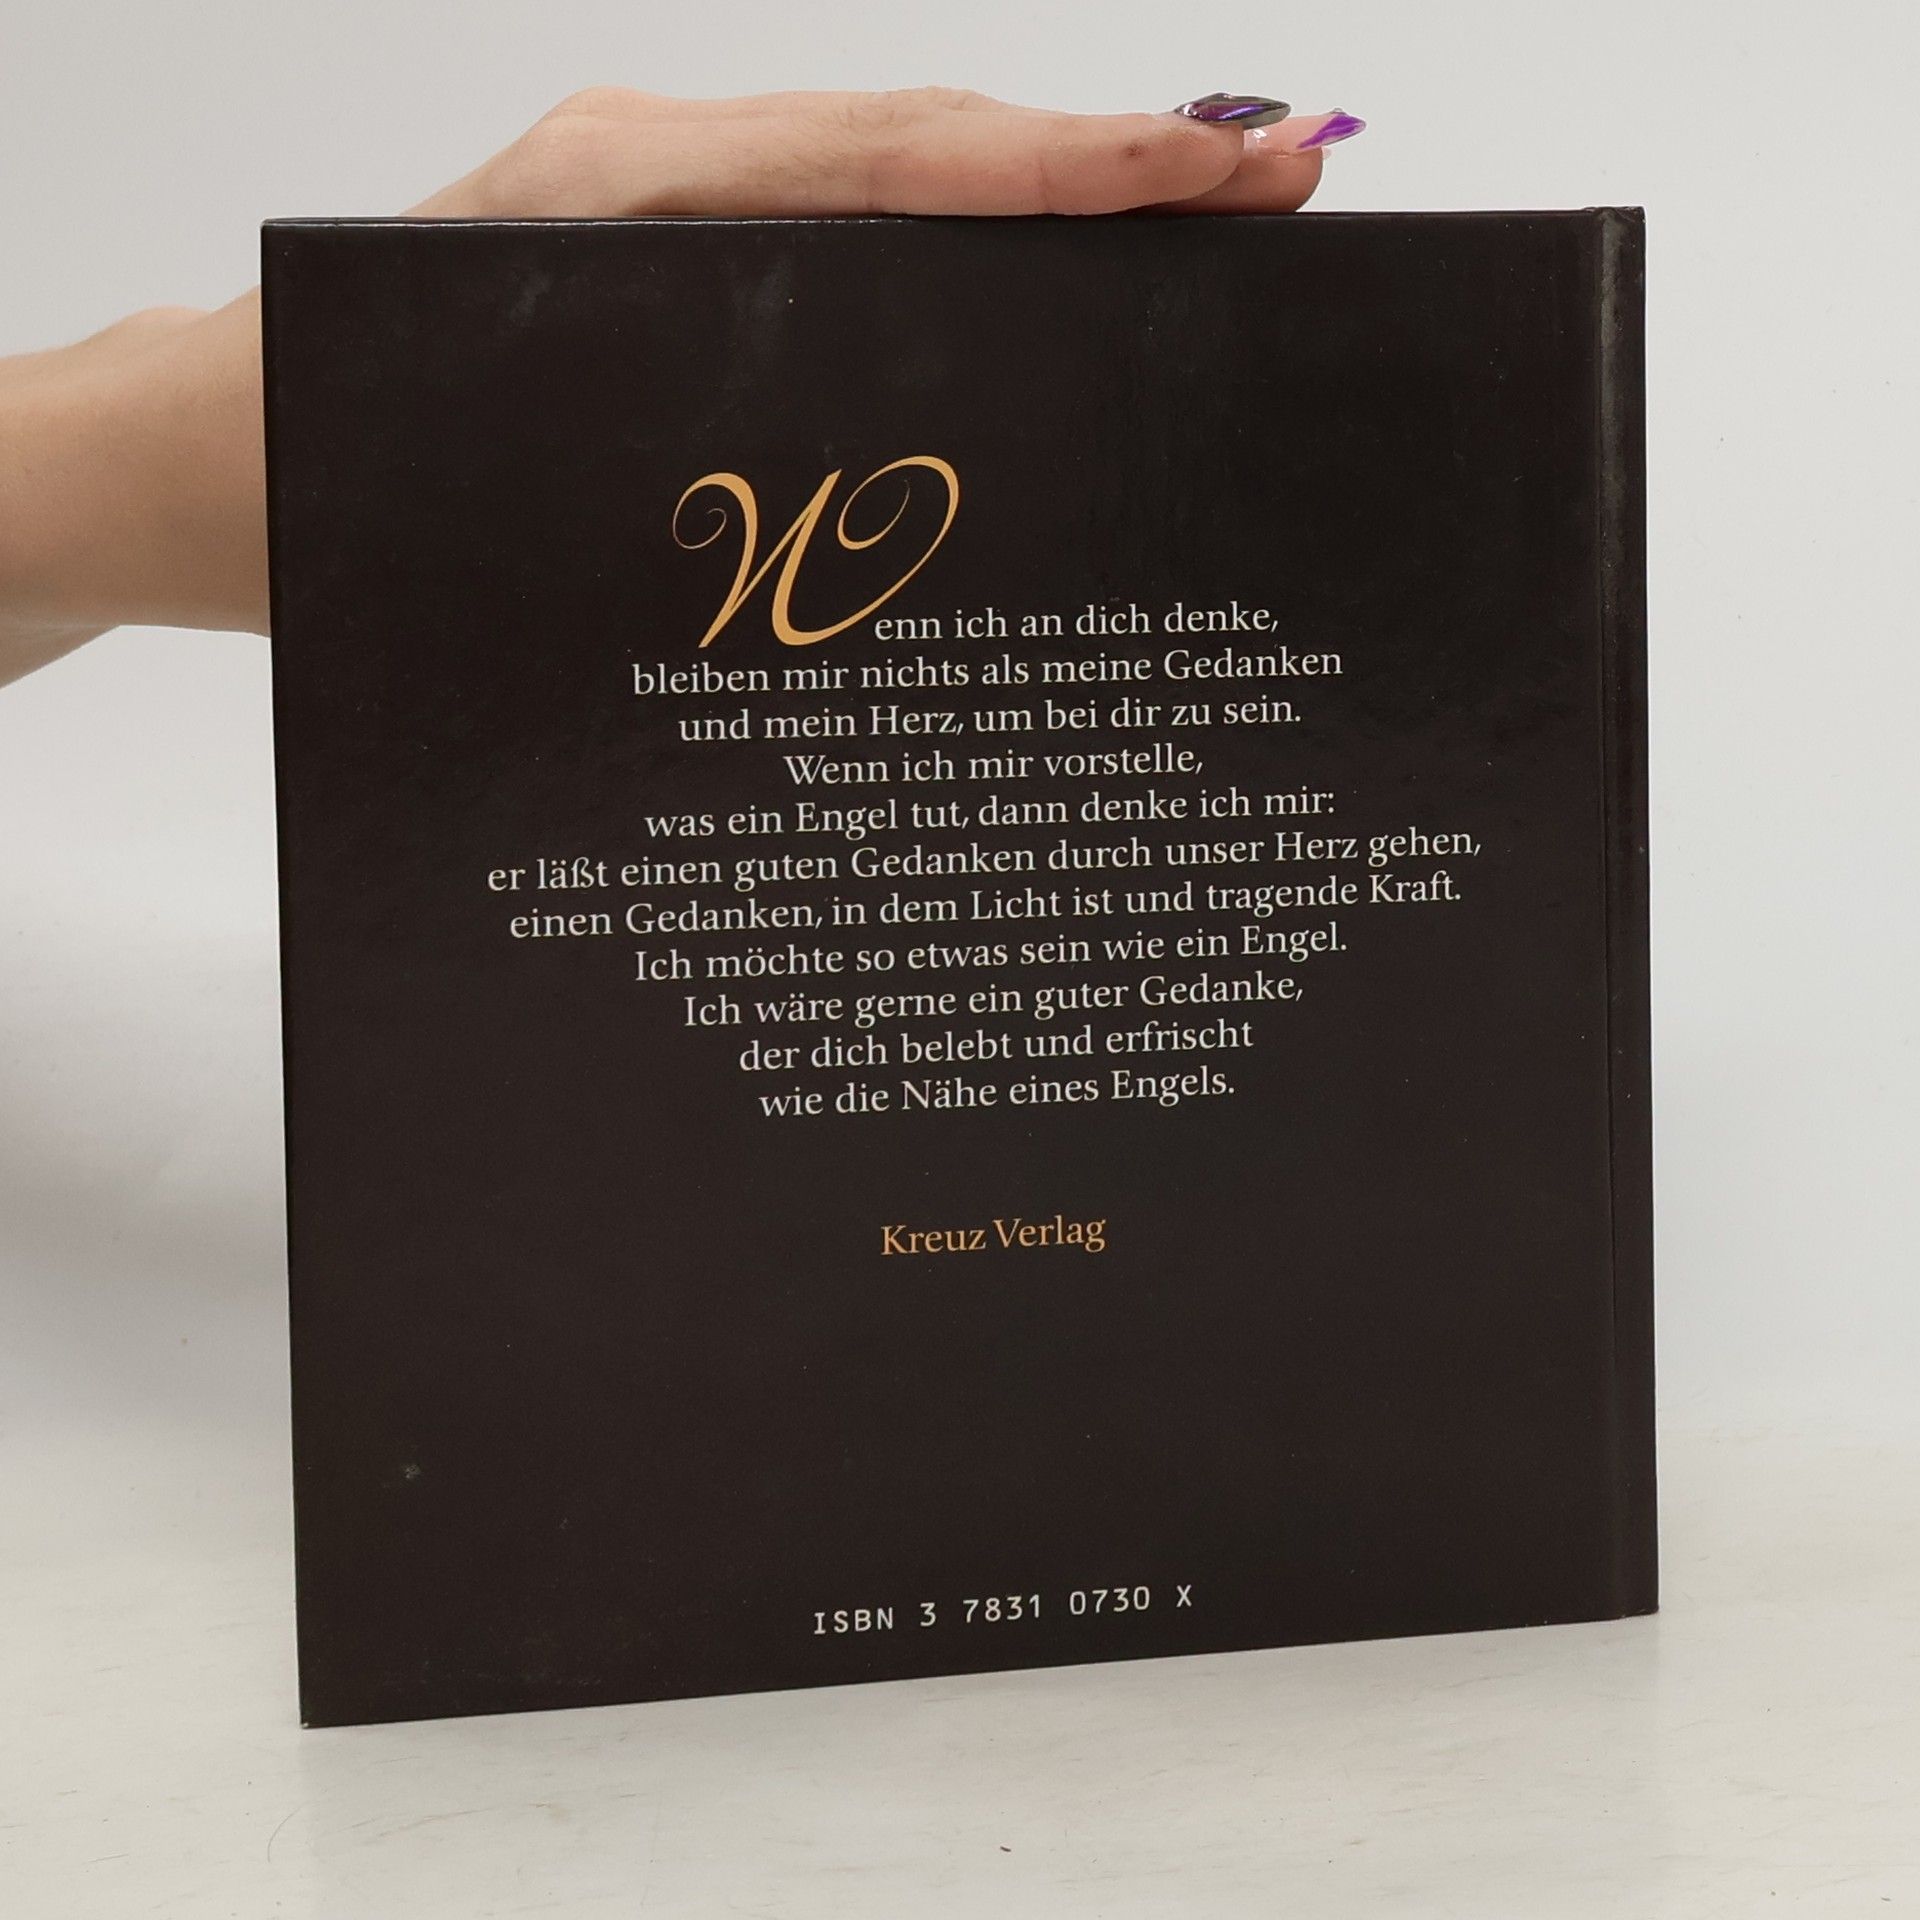 Wenn ich an dich denke,
bleiben mir nichts als meine Gedanken
und mein Herz, um bei dir zu sein.
Wenn ich mir vorstelle,
was ein Engel tut, dann denke ich mir:
er läßt einen guten Gedanken durch unser Herz gehen,
einen Gedanken, in dem Licht ist und tragende Kraft.
Ich möchte so etwas sein wie ein Engel.
Ich wäre gerne ein guter Gedanke,
der dich belebt und erfrischt
wie die Nähe eines Engels.
Kreuz Verlag
ISBN 3 7831 0730 X